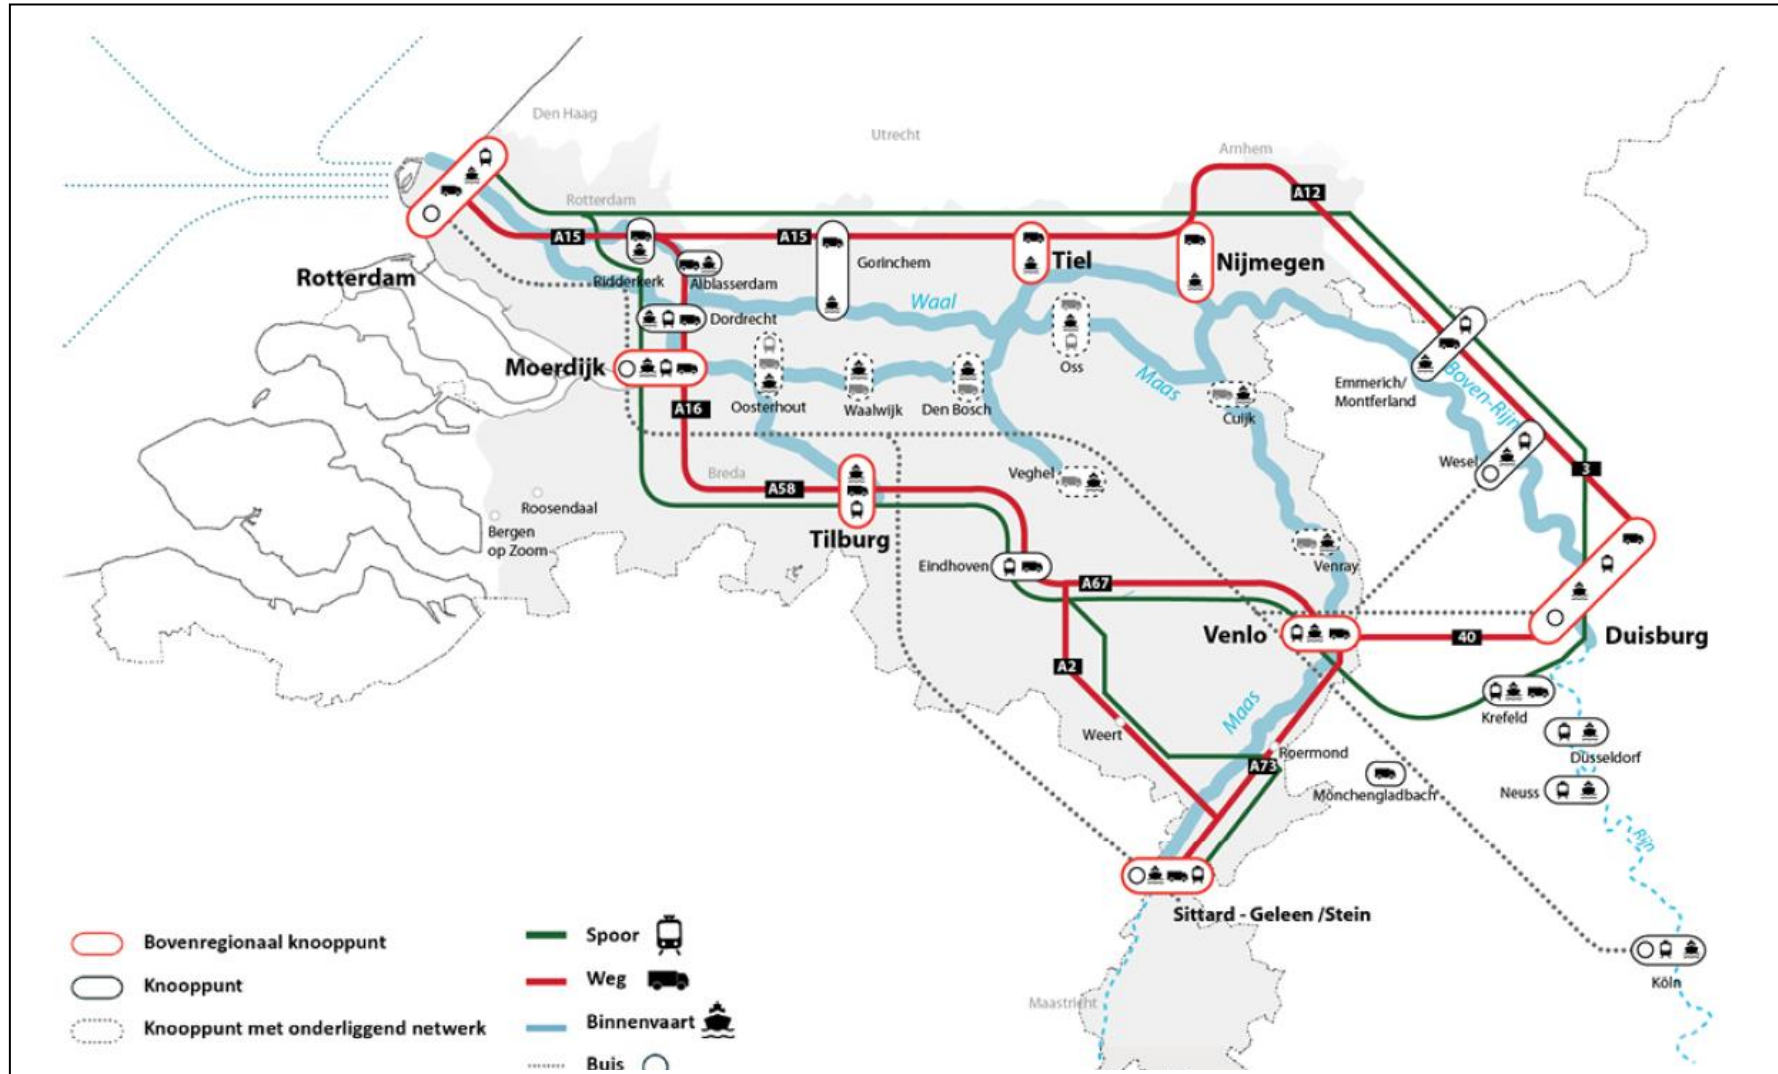 Den Haag
Utrecht
Arnhem
A12
Rotterdam
A15
A15
Ridderkerk
Alblasserdam
Gorinchem
Tiel
Nijmegen
Rotterdam
Waal
Dordrecht
Moerdijk
Oss
Maas
Emmerich/
Montferland
Boven-Rijn
A16
Oosterhout
Waalwijk
Den Bosch
Cuijk
Breda
Veghel
Wesel
3
A58
Roosendaal
Bergen
op Zoom
Tilburg
Eindhoven
Venray
A67
Venlo
40
Duisburg
A2
Maas
Krefeld
Weert
Roermond
A73
Düsseldorf
Mönchengladbach
Neuss
Rijn
Sittard - Geleen /Stein
Köln
Maastricht
Bovenregionaal knooppunt
Knooppunt
Knooppunt met onderliggend netwerk
Spoor
Weg
Binnenvaart
Buis